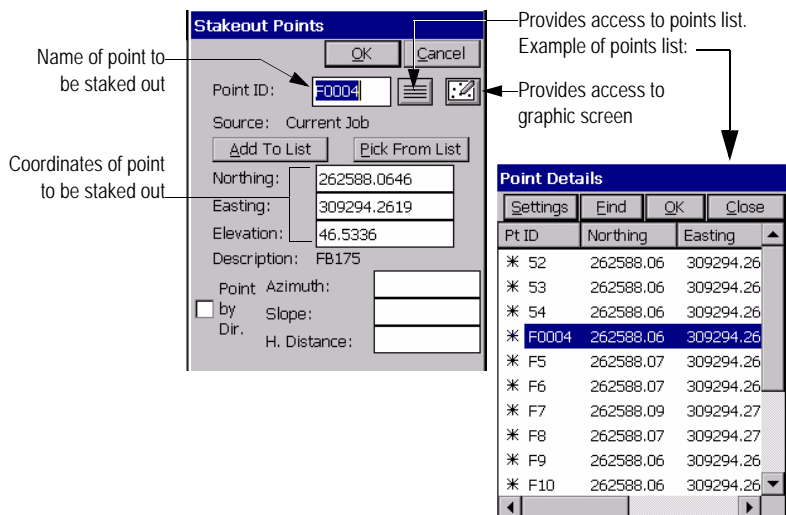 Provides access to points list.
Example of points list:
Name of point to
be staked out
Provides access to
graphic screen
Coordinates of point
to be staked out
Stakeout Points
OK Cancel
Point ID: F0004
Source: Current Job
Add To List Pick From List
Northing: 262588.0646
Easting: 309294.2619
Elevation: 46.5336
Description: FB175
Point by Dir.
Azimuth:
Slope:
H. Distance:
Point Details
Settings Find OK Close
Pt ID Northing Easting
52 262588.06 309294.26
53 262588.06 309294.26
54 262588.06 309294.26
F0004 262588.06 309294.26
F5 262588.07 309294.26
F6 262588.07 309294.26
F7 262588.09 309294.27
F8 262588.07 309294.27
F9 262588.06 309294.26
F10 262588.06 309294.26